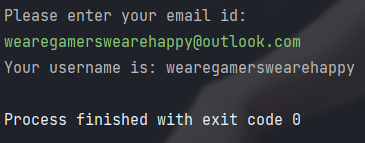 Please enter your email id:
wearegamerswearehappy@outlook.com
Your username is: wearegamerswearehappy
Process finished with exit code 0